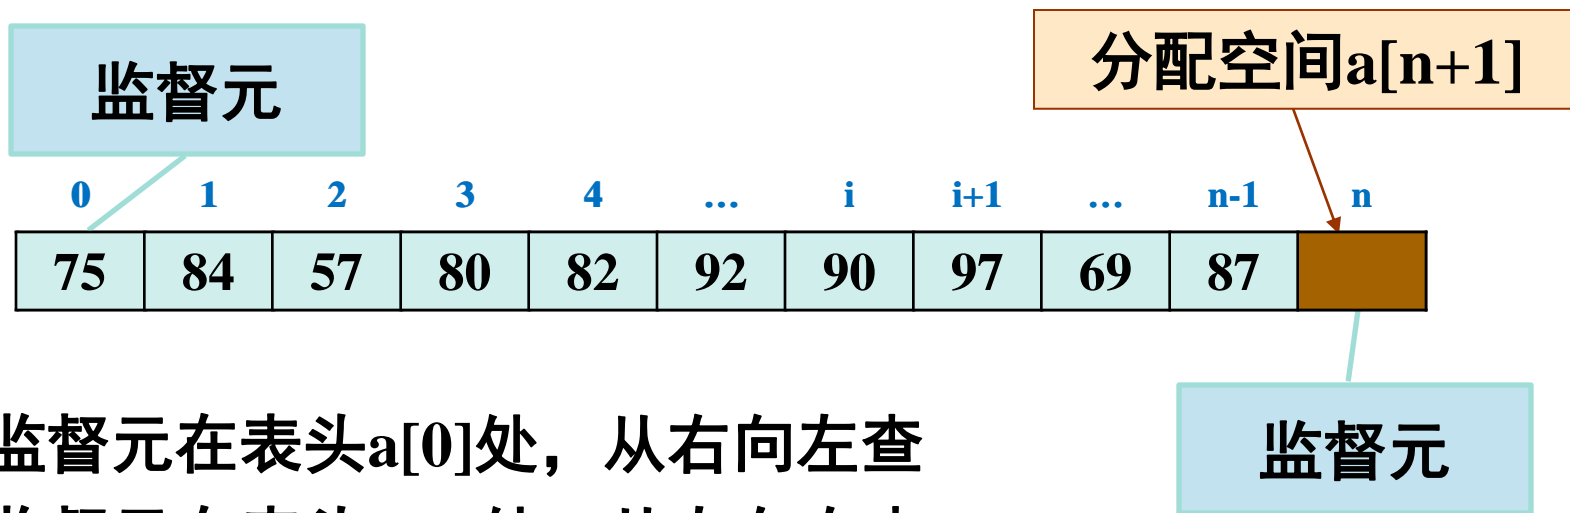 监督元
分配空间a[n+1]
0 1 2 3 4 … i i+1 … n-1 n
75 84 57 80 82 92 90 97 69 87
监督元在表头a[0]处，从右向左查
监督元